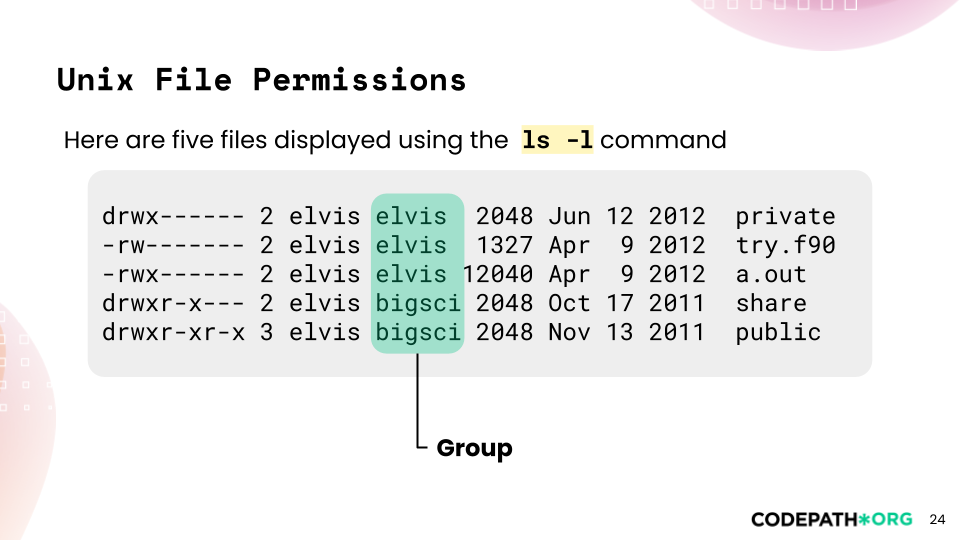 Unix File Permissions
Here are five files displayed using the ls -l command
drwx------ 2 elvis elvis  2048 Jun 12 2012  private
-rw------- 2 elvis elvis  1327 Apr  9 2012  try.f90
-rwx------ 2 elvis elvis 12040 Apr  9 2012  a.out
drwxr-x--- 2 elvis bigsci 2048 Oct 17 2011  share
drwxr-xr-x 3 elvis bigsci 2048 Nov 13 2011  public
Group
CODEPATH*ORG 24